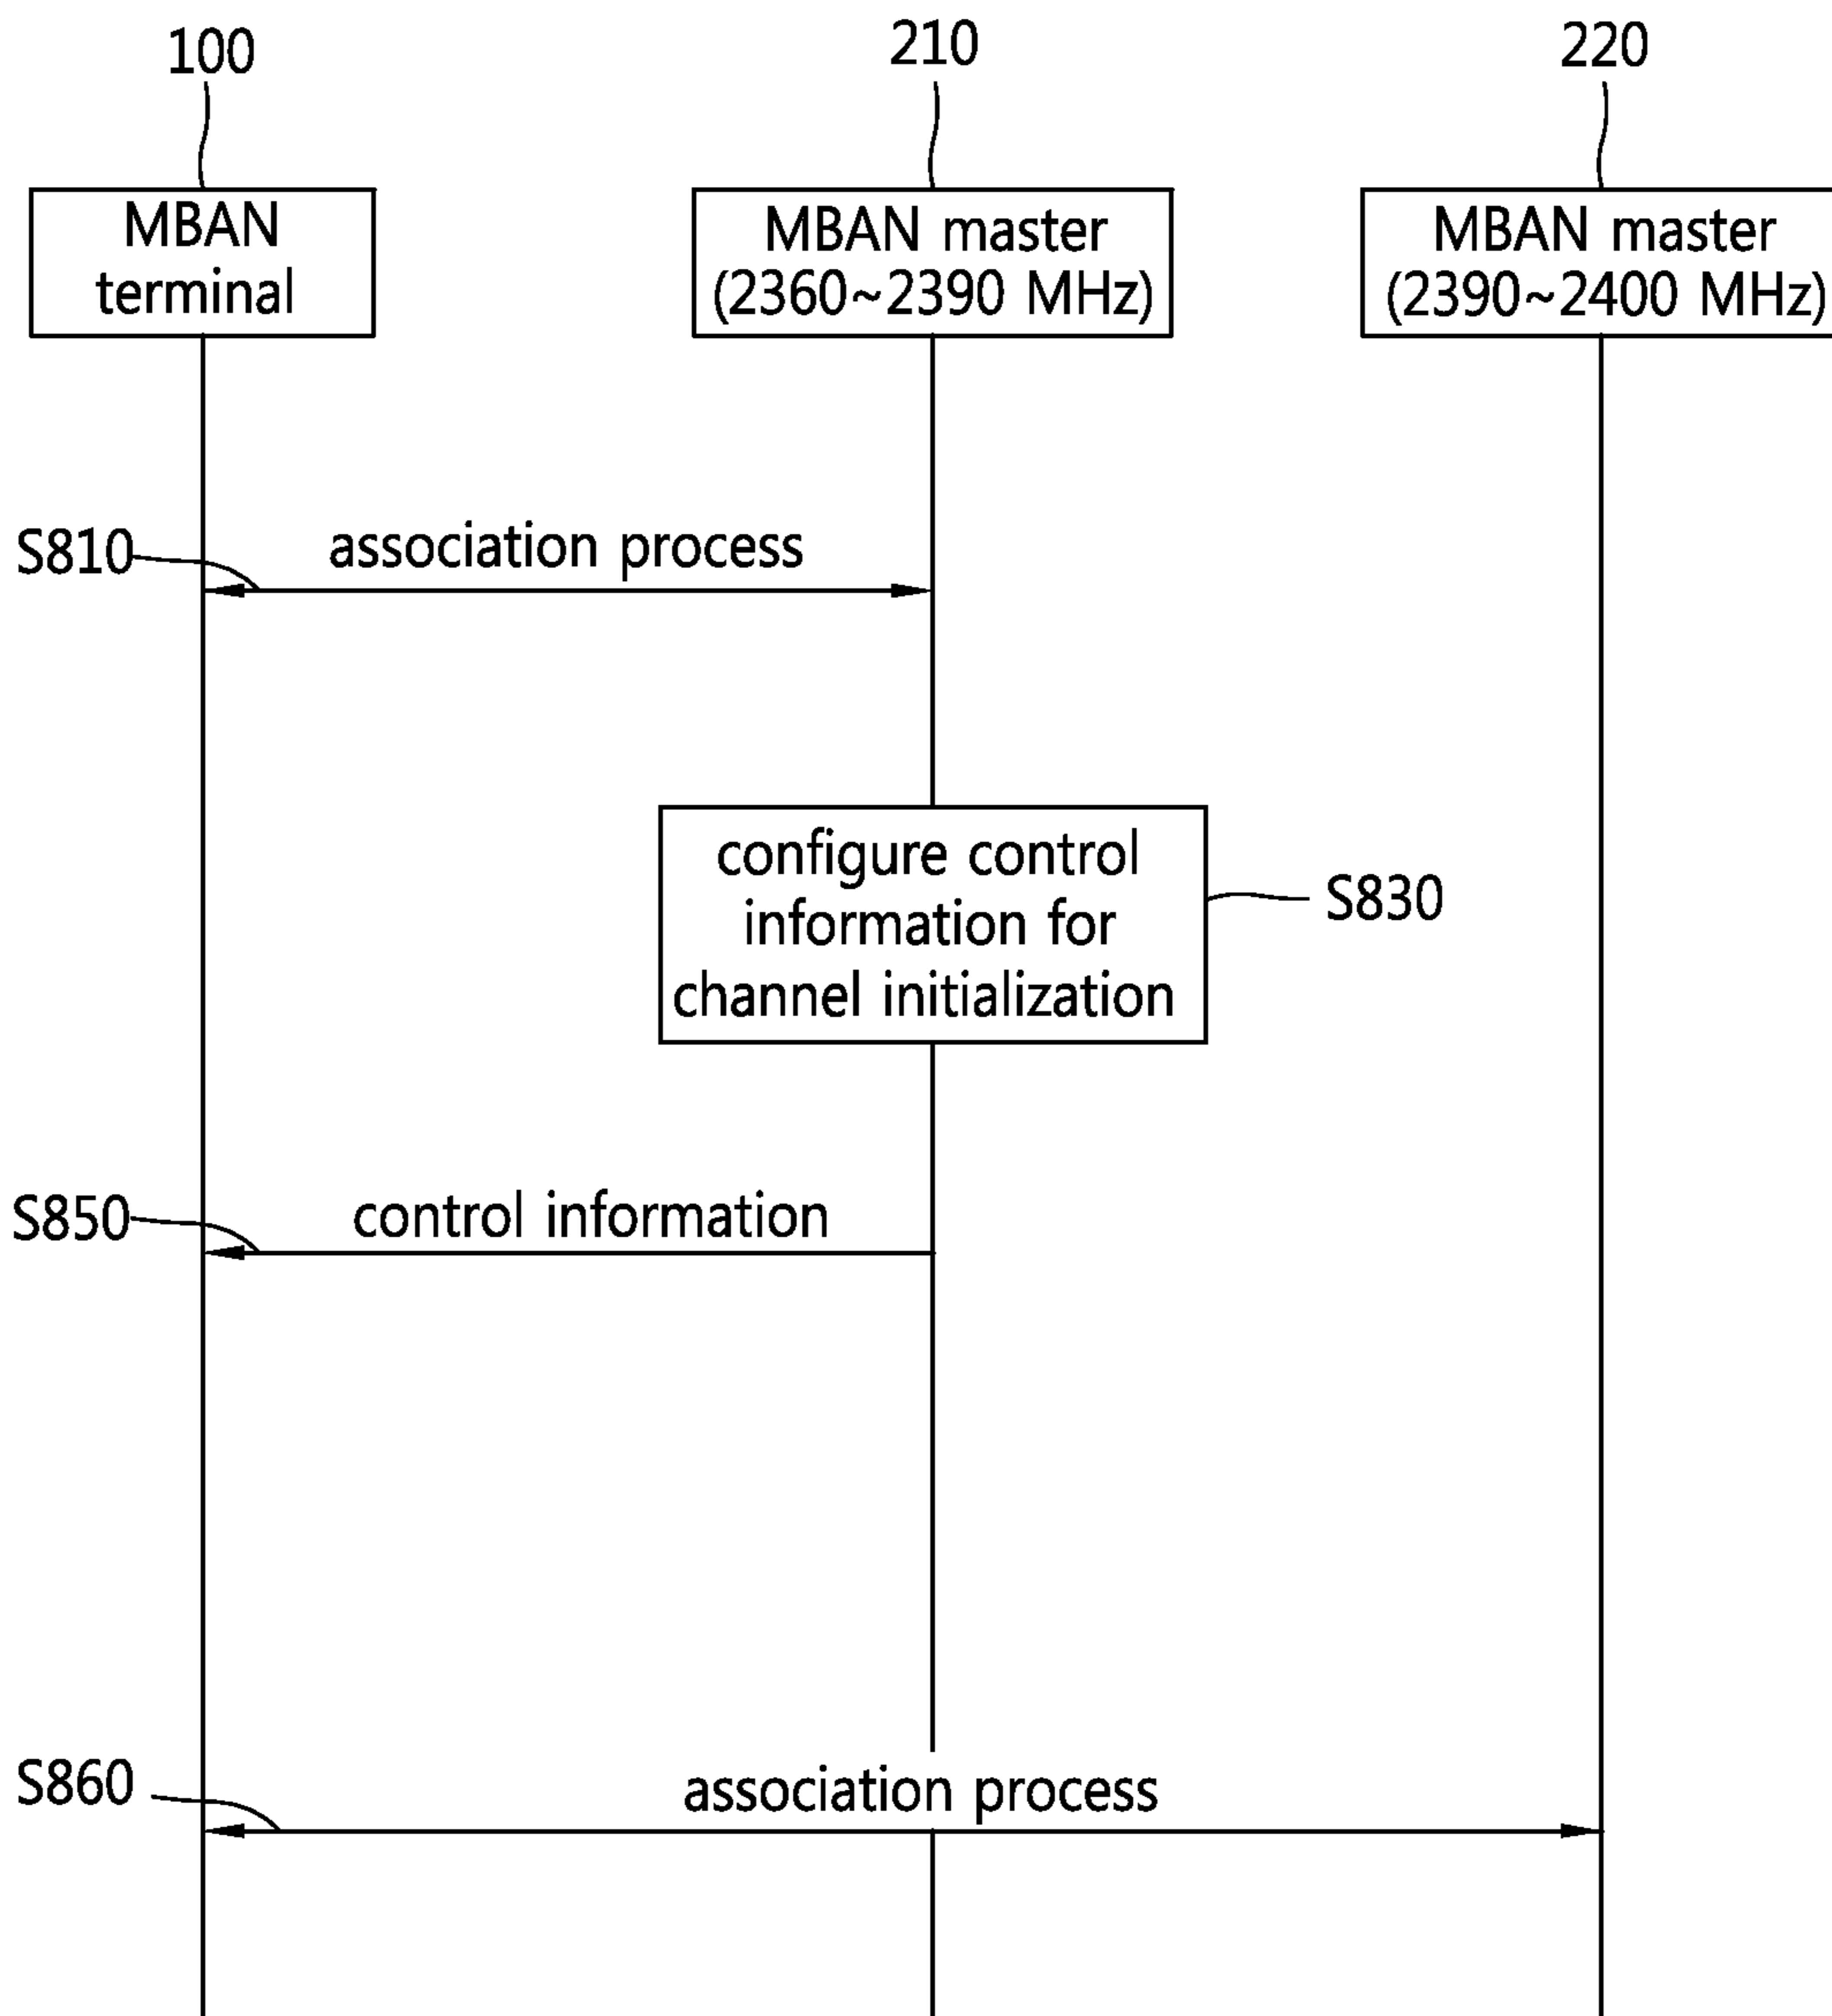 100
210
220
MBAN
terminal
MBAN master
(2360~2390 MHz)
MBAN master
(2390~2400 MHz)
S810
association process
configure control
information for
channel initialization
S830
S850
control information
S860
association process